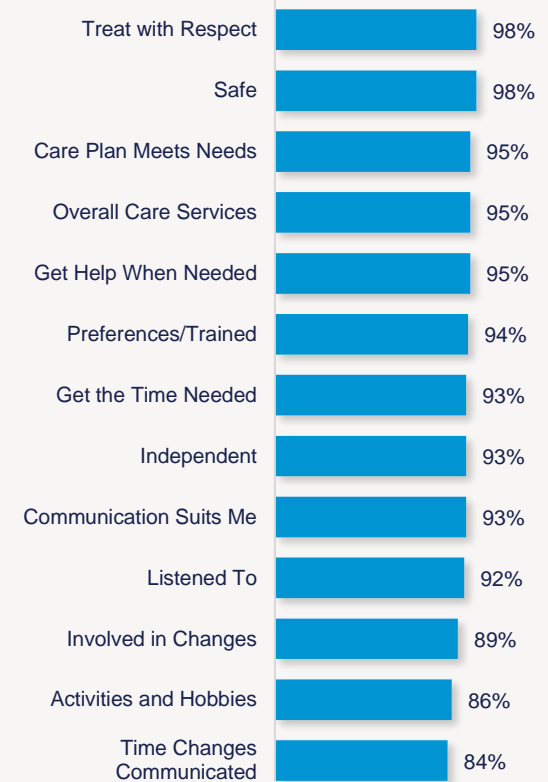 Treat with Respect 98%
Safe 98%
Care Plan Meets Needs 95%
Overall Care Services 95%
Get Help When Needed 95%
Preferences/Trained 94%
Get the Time Needed 93%
Independent 93%
Communication Suits Me 93%
Listened To 92%
Involved in Changes 89%
Activities and Hobbies 86%
Time Changes
Communicated 84%